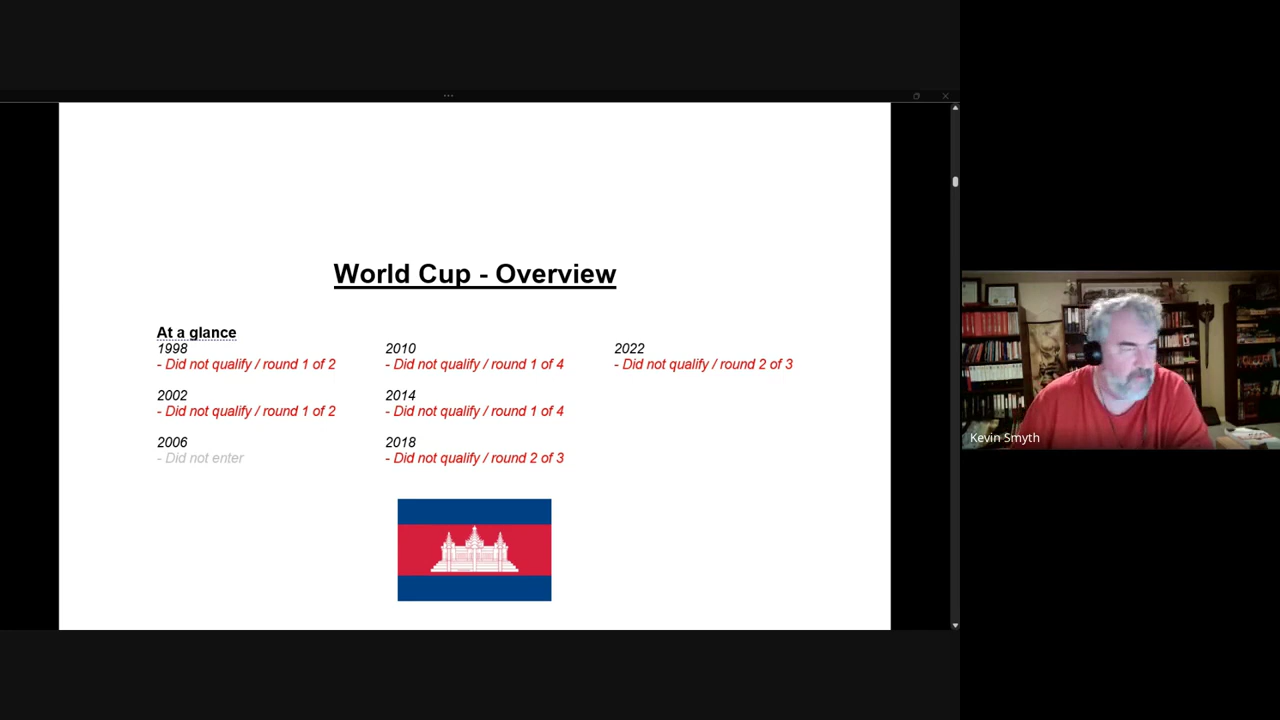 World Cup - Overview
At a glance
1998
- Did not qualify / round 1 of 2
2002
- Did not qualify / round 1 of 2
2006
- Did not enter
2010
- Did not qualify / round 1 of 4
2014
- Did not qualify / round 1 of 4
2018
- Did not qualify / round 2 of 3
2022
- Did not qualify / round 2 of 3
Kevin Smyth